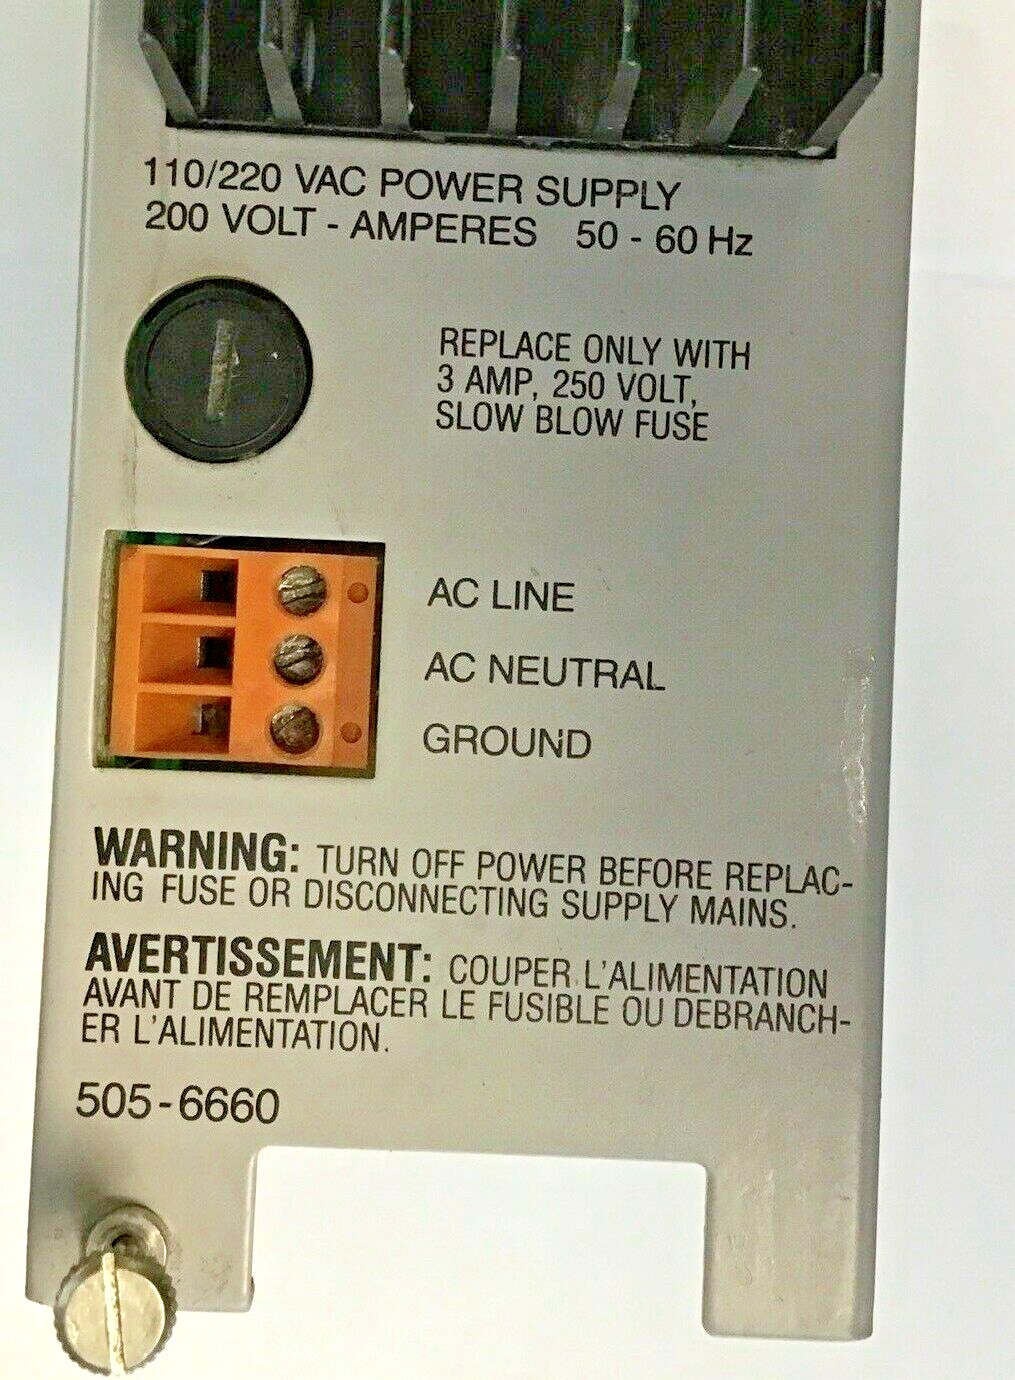 110/220 VAC POWER SUPPLY
200 VOLT - AMPERES 50 - 60 Hz
REPLACE ONLY WITH
3 AMP, 250 VOLT,
SLOW BLOW FUSE
AC LINE
AC NEUTRAL
GROUND
WARNING: TURN OFF POWER BEFORE REPLAC-
ING FUSE OR DISCONNECTING SUPPLY MAINS.
AVERTISSEMENT: COUPER L'ALIMENTATION
AVANT DE REMPLACER LE FUSIBLE OU DEBRANCH-
ER L'ALIMENTATION.
505-6660